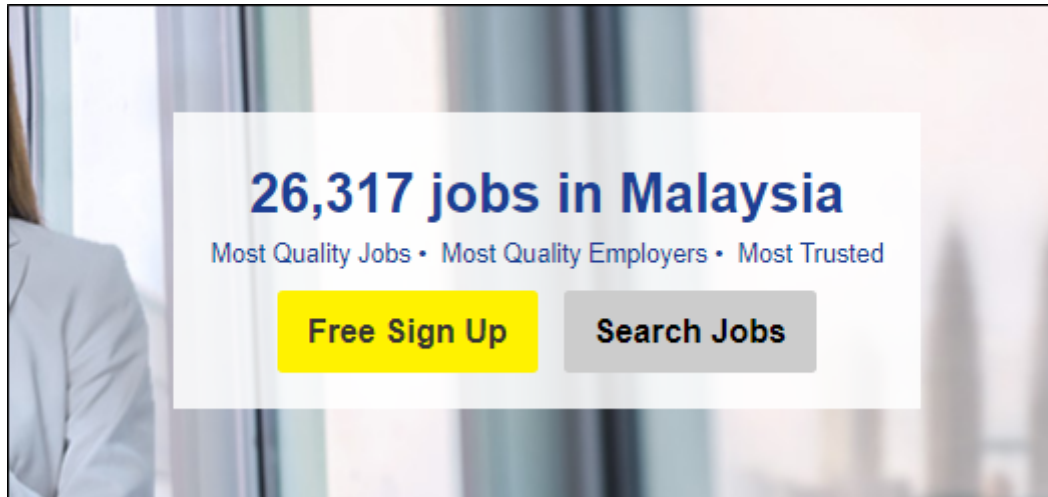 26,317 jobs in Malaysia
Most Quality Jobs • Most Quality Employers • Most Trusted
Free Sign Up Search Jobs